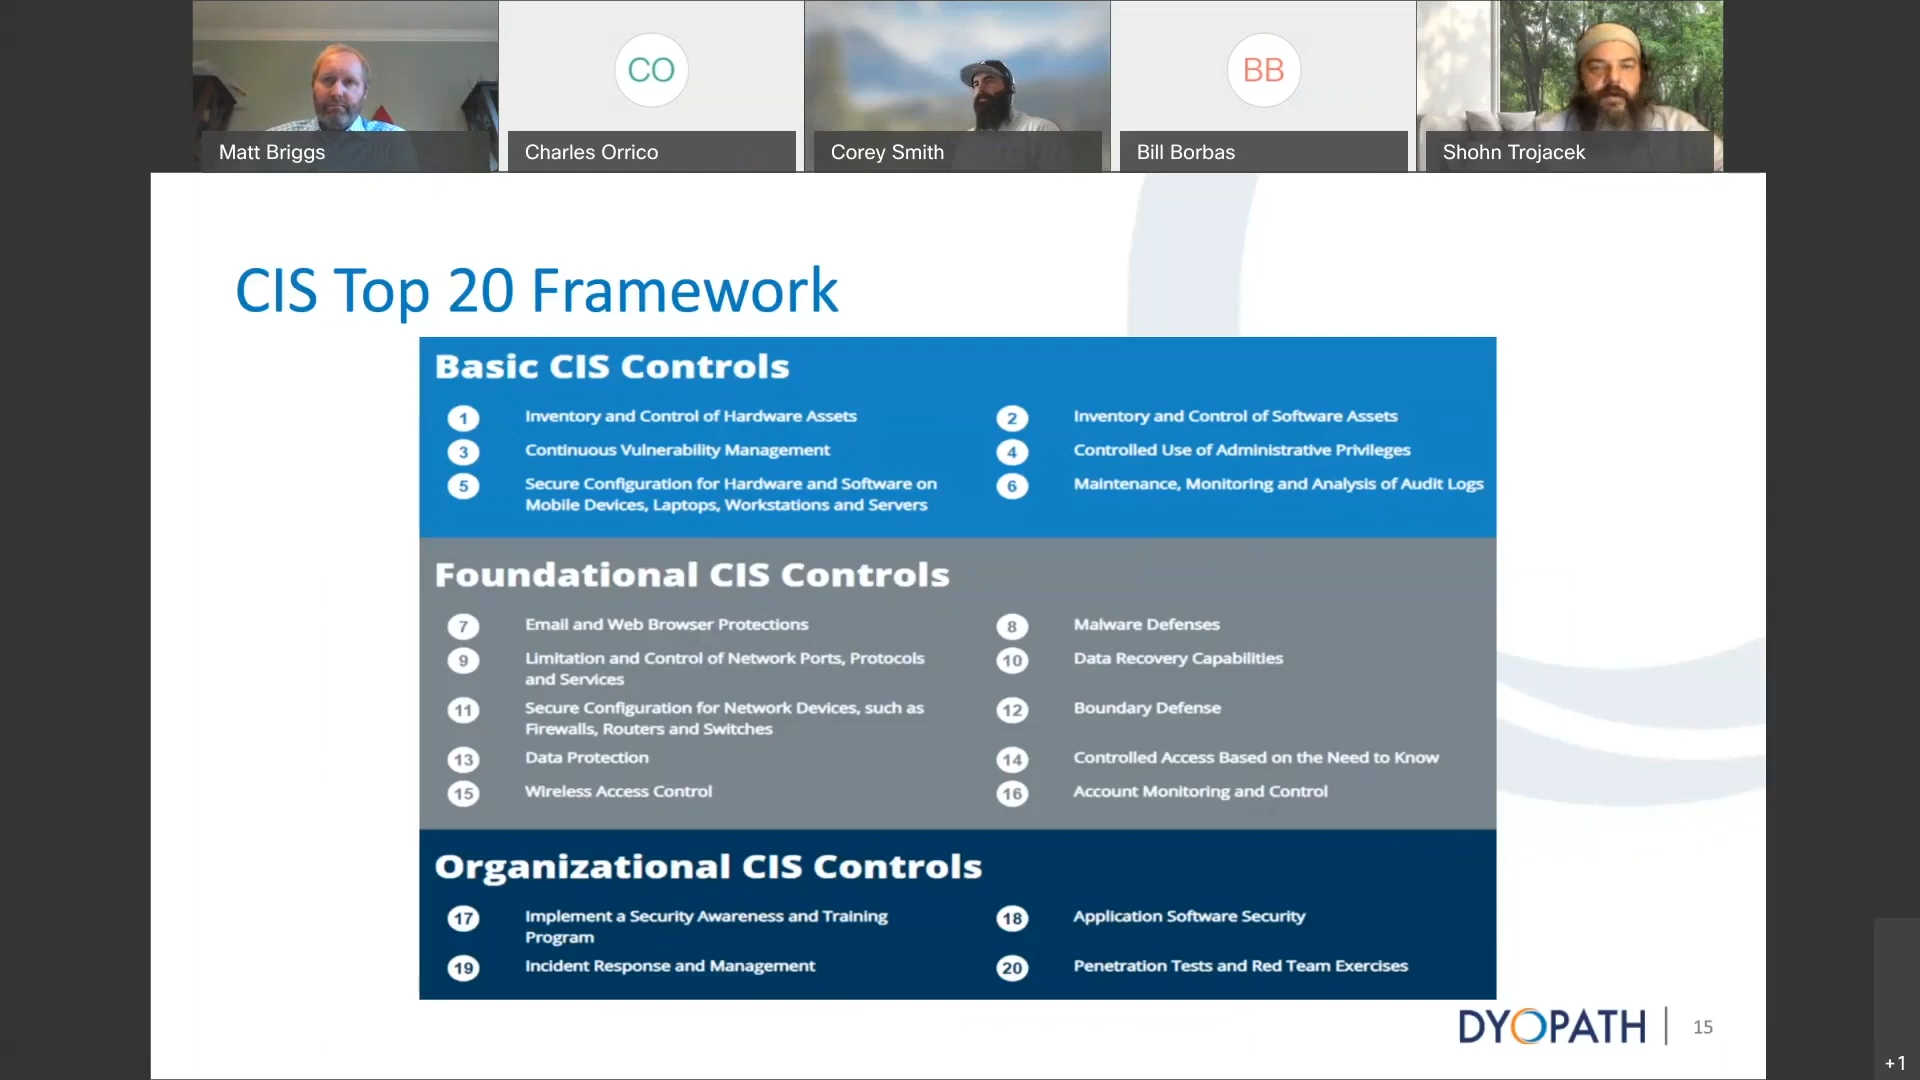 Matt Briggs
CO
Charles Orrico
Corey Smith
BB
Bill Borbas
Shohn Trojacek
CIS Top 20 Framework
Basic CIS Controls
1 Inventory and Control of Hardware Assets
2 Inventory and Control of Software Assets
3 Continuous Vulnerability Management
4 Controlled Use of Administrative Privileges
5 Secure Configuration for Hardware and Software on
Mobile Devices, Laptops, Workstations and Servers
6 Maintenance, Monitoring and Analysis of Audit Logs
Foundational CIS Controls
7 Email and Web Browser Protections
8 Malware Defenses
9 Limitation and Control of Network Ports, Protocols
and Services
10 Data Recovery Capabilities
11 Secure Configuration for Network Devices, such as
Firewalls, Routers and Switches
12 Boundary Defense
13 Data Protection
14 Controlled Access Based on the Need to Know
15 Wireless Access Control
16 Account Monitoring and Control
Organizational CIS Controls
17 Implement a Security Awareness and Training
Program
18 Application Software Security
19 Incident Response and Management
20 Penetration Tests and Red Team Exercises
DYOPATH
15
+1